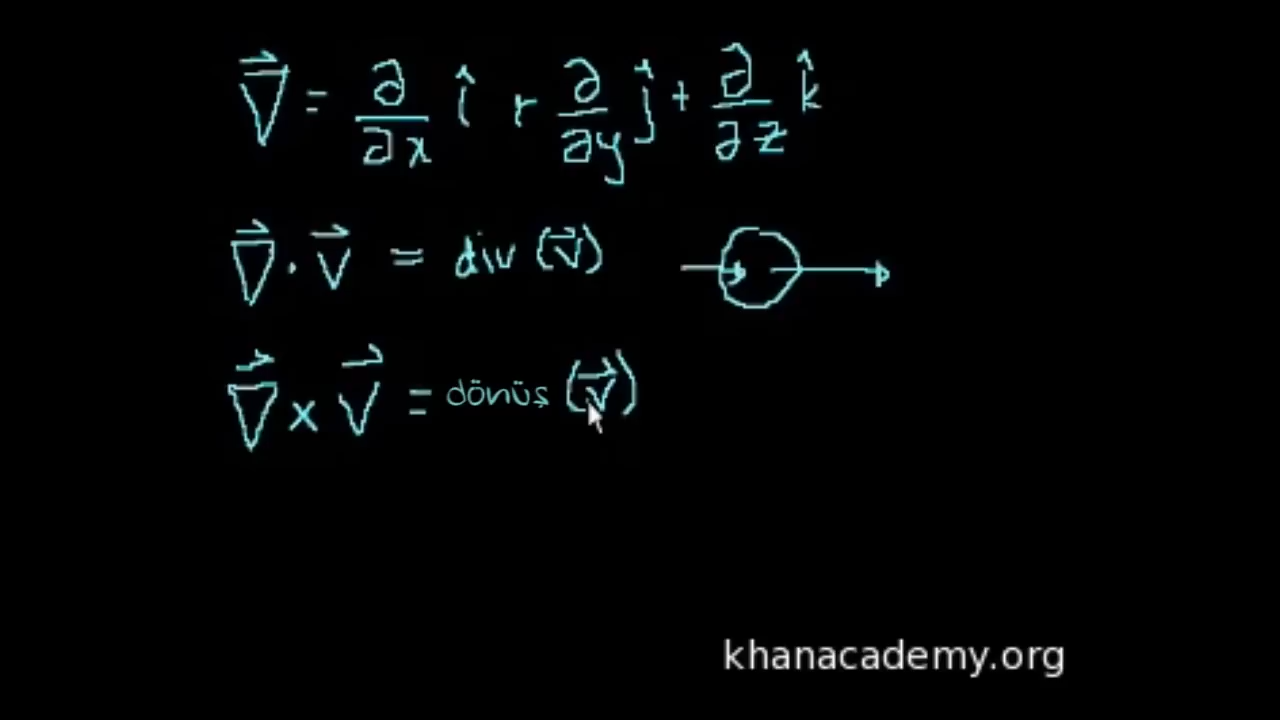 ∇⃗ = ∂/∂x î + ∂/∂y ĵ + ∂/∂z k̂
∇⃗ · v⃗ = div (v⃗)
∇⃗ x v⃗ = dönüş (v⃗)
khanacademy.org